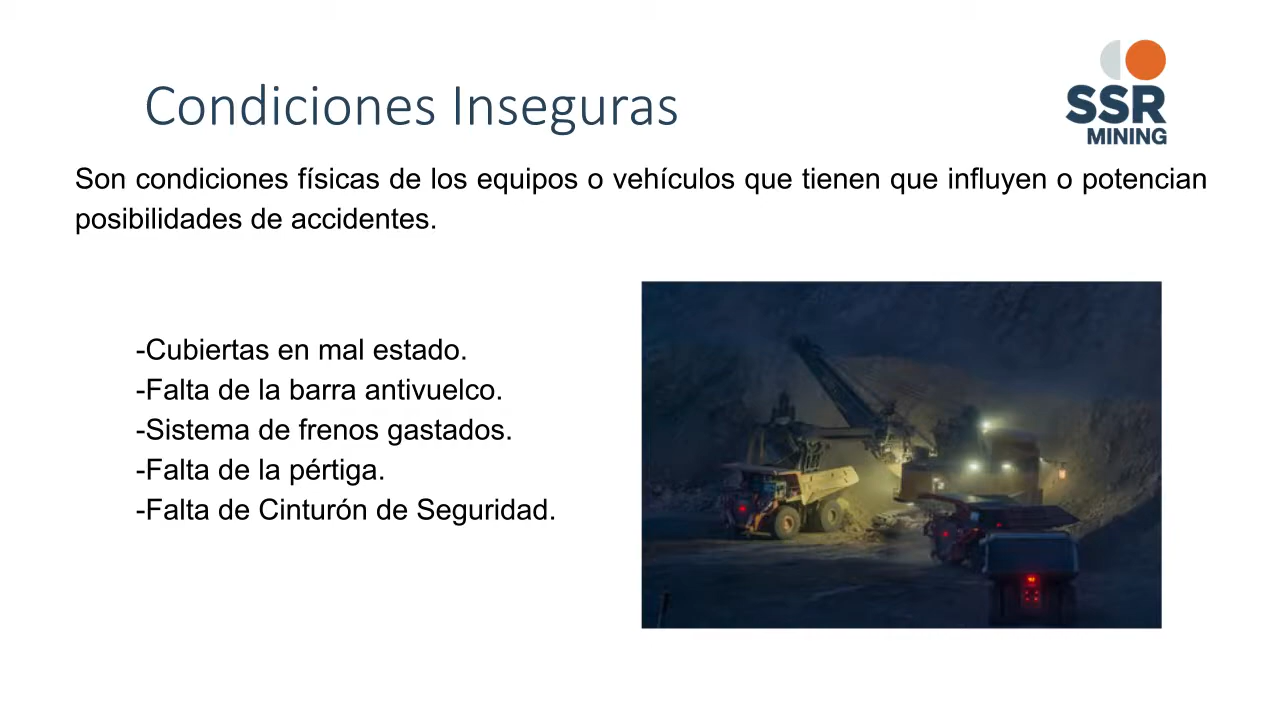 Condiciones Inseguras
SSR
MINING
Son condiciones físicas de los equipos o vehículos que tienen que influyen o potencian
posibilidades de accidentes.
-Cubiertas en mal estado.
-Falta de la barra antivuelco.
-Sistema de frenos gastados.
-Falta de la pértiga.
-Falta de Cinturón de Seguridad.